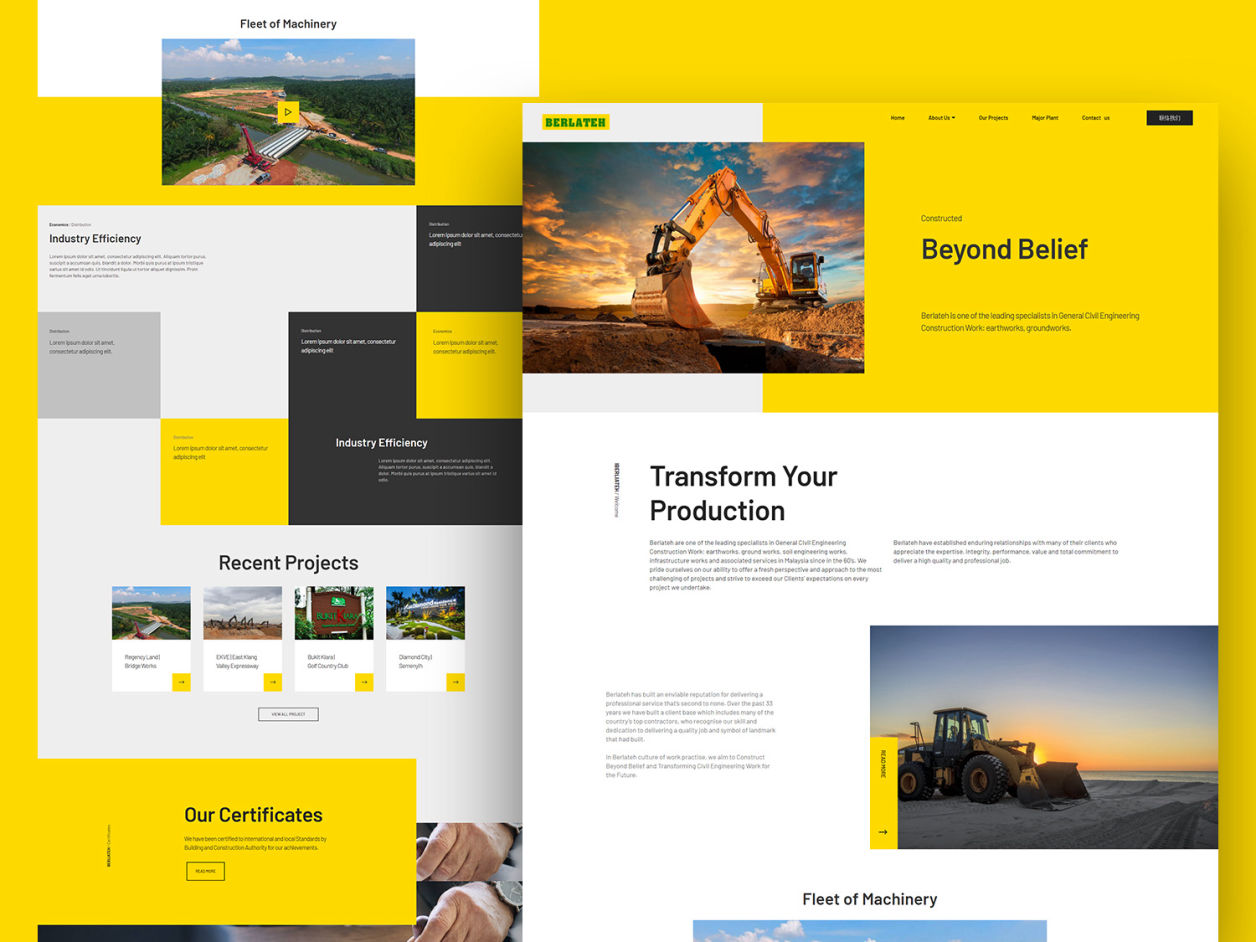 Fleet of Machinery
Economics / Distribution
Industry Efficiency
Lorem ipsum dolor sit amet, consectetur adipiscing elit. Aliquam tortor purus,
suscipit a accumsan quis, blandit a dolor. Morbi quis purus at ipsum tristique
varius sit amet id odio. Ut tincidunt ligula ut tortor aliquet dignissim. Proin
fermentum felis eget urna lobortis.
Distribution
Lorem ipsum dolor sit amet, consectetu
adipiscing elit
Distribution
Lorem ipsum dolor sit amet,
consectetur adipiscing elit.
Distribution
Lorem ipsum dolor sit amet, consectetur
adipiscing elit
Economics
Lorem ipsum dolor sit amet,
consectetur adipiscing elit.
Distribution
Lorem ipsum dolor sit amet, consectetur
adipiscing elit
Industry Efficiency
Lorem ipsum dolor sit amet, consectetur adipiscing elit.
Aliquam tortor purus, suscipit a accumsan quis, blandit a
dolor. Morbi quis purus at ipsum tristique varius sit amet id
odio.
Recent Projects
BUKIT KIARA
Regency Land |
Bridge Works
EKVE | East Klang
Valley Expressway
Bukit Kiara |
Golf Country Club
Diamond City |
Semenyih
VIEW ALL PROJECT
BERLLATEH / Certificates
Our Certificates
We have been certified to international and local Standards by
Building and Construction Authority for our achievements.
READ MORE
BERLATEH
Home
About Us
Our Projects
Major Plant
Contact us
联络我们
Constructed
Beyond Belief
Berlateh is one of the leading specialists in General Civil Engineering
Construction Work: earthworks, groundworks.
BERLLATEH / Welcome
Transform Your
Production
Berlateh are one of the leading specialists in General Civil Engineering
Construction Work: earthworks, ground works, soil engineering works,
infrastructure works and associated services in Malaysia since in the 60's. We
pride ourselves on our ability to offer a fresh perspective and approach to the most
challenging of projects and strive to exceed our Clients' expectations on every
project we undertake.
Berlateh have established enduring relationships with many of their clients who
appreciate the expertise, integrity, performance, value and total commitment to
deliver a high quality and professional job.
Berlateh has built an enviable reputation for delivering a
professional service that's second to none. Over the past 33
years we have built a client base which includes many of the
country's top contractors, who recognise our skill and
dedication to delivering a quality job and symbol of landmark
that had built.
In Berlateh culture of work practise, we aim to Construct
Beyond Belief and Transforming Civil Engineering Work for
the Future.
READ MORE
Fleet of Machinery